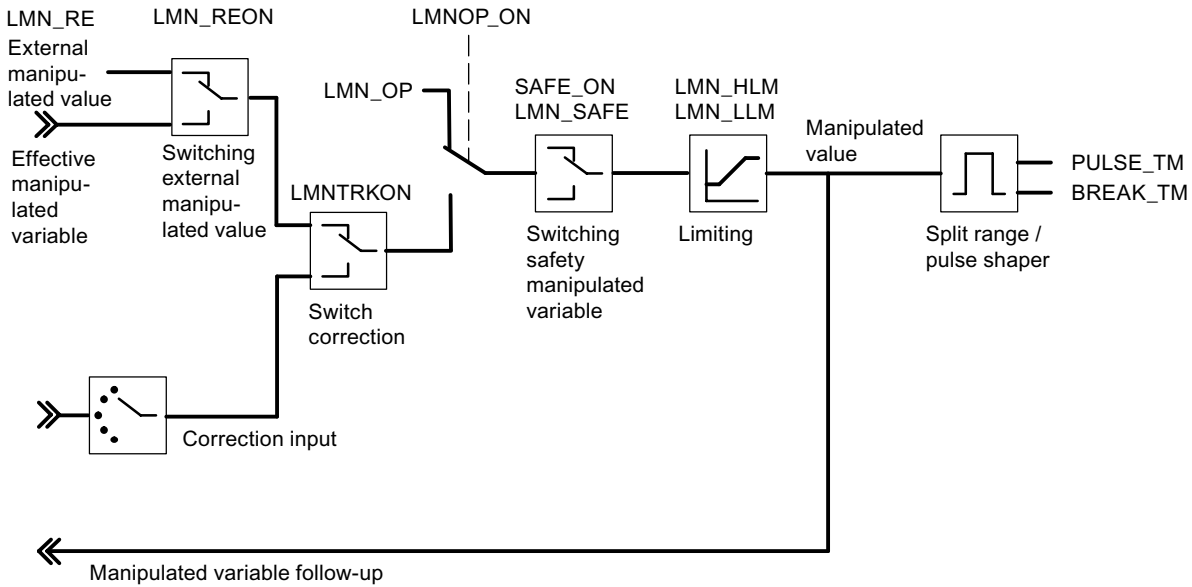 LMN_RE
LMN_REON
LMNOP_ON
External
manipu-
lated value
LMN_OP
SAFE_ON
LMN_SAFE
LMN_HLM
LMN_LLM
Manipulated
value
PULSE_TM
BREAK_TM
Effective
manipu-
lated
variable
Switching
external
manipu-
lated value
LMNTRKON
Switching
safety
manipulated
variable
Limiting
Split range /
pulse shaper
Switch
correction
Correction input
Manipulated variable follow-up